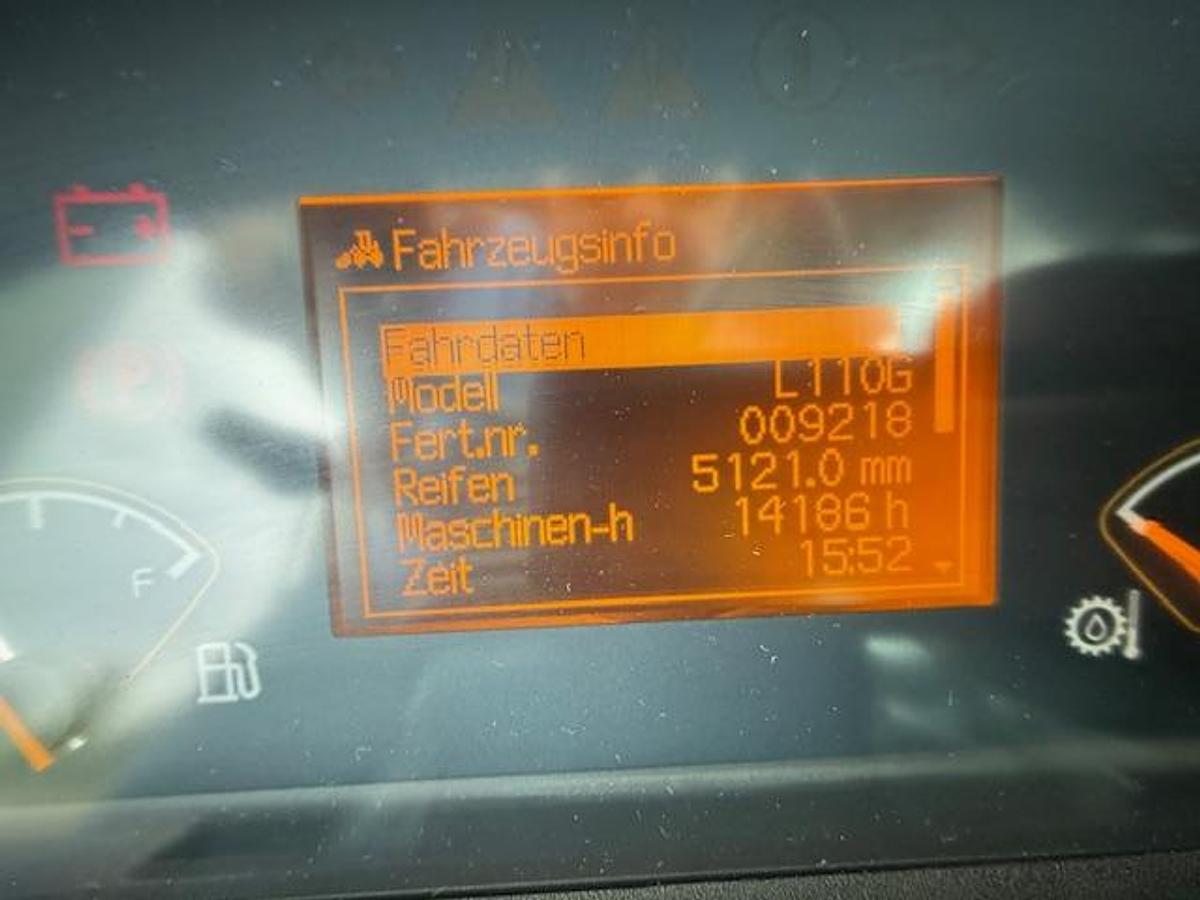 Fahrzeugsinfo
Fahrdaten
Modell L110G
Fert.nr. 009218
Reifen 5121.0 mm
Maschinen-h 14186 h
Zeit 15:52
F